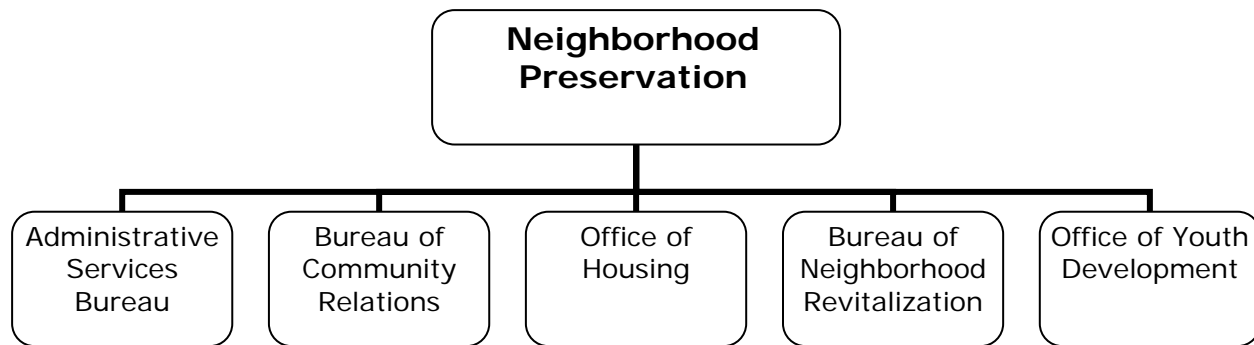 Neighborhood
Preservation
Administrative
Services
Bureau
Bureau of
Community
Relations
Office of
Housing
Bureau of
Neighborhood
Revitalization
Office of Youth
Development